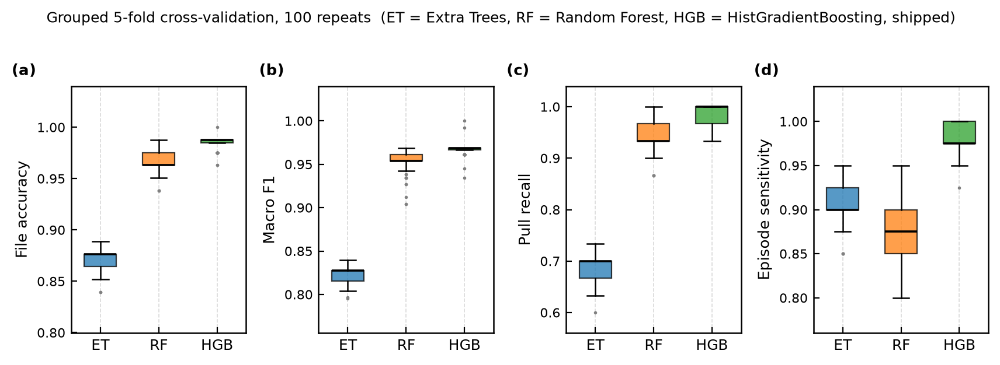 Grouped 5-fold cross-validation, 100 repeats  (ET = Extra Trees, RF = Random Forest, HGB = HistGradientBoosting, shipped)
(a)
File accuracy
1.00
0.95
0.90
0.85
0.80
ET RF HGB
(b)
Macro F1
1.00
0.95
0.90
0.85
0.80
ET RF HGB
(c)
Pull recall
1.0
0.9
0.8
0.7
0.6
ET RF HGB
(d)
Episode sensitivity
1.00
0.95
0.90
0.85
0.80
ET RF HGB